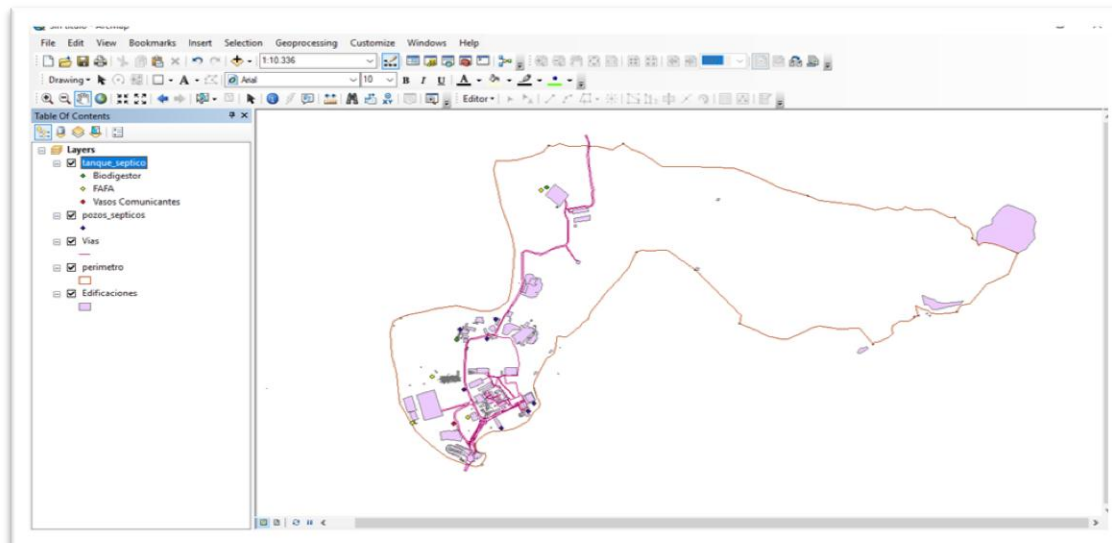 File Edit View Bookmarks Insert Selection Geoprocessing Customize Windows Help
1:10.336
Drawing Arial 10 B I U A
Editor
Table Of Contents
Layers
tanque_septico
Biodigestor
FAFA
Vasos Comunicantes
pozos_septicos
Vias
perimetro
Edificaciones